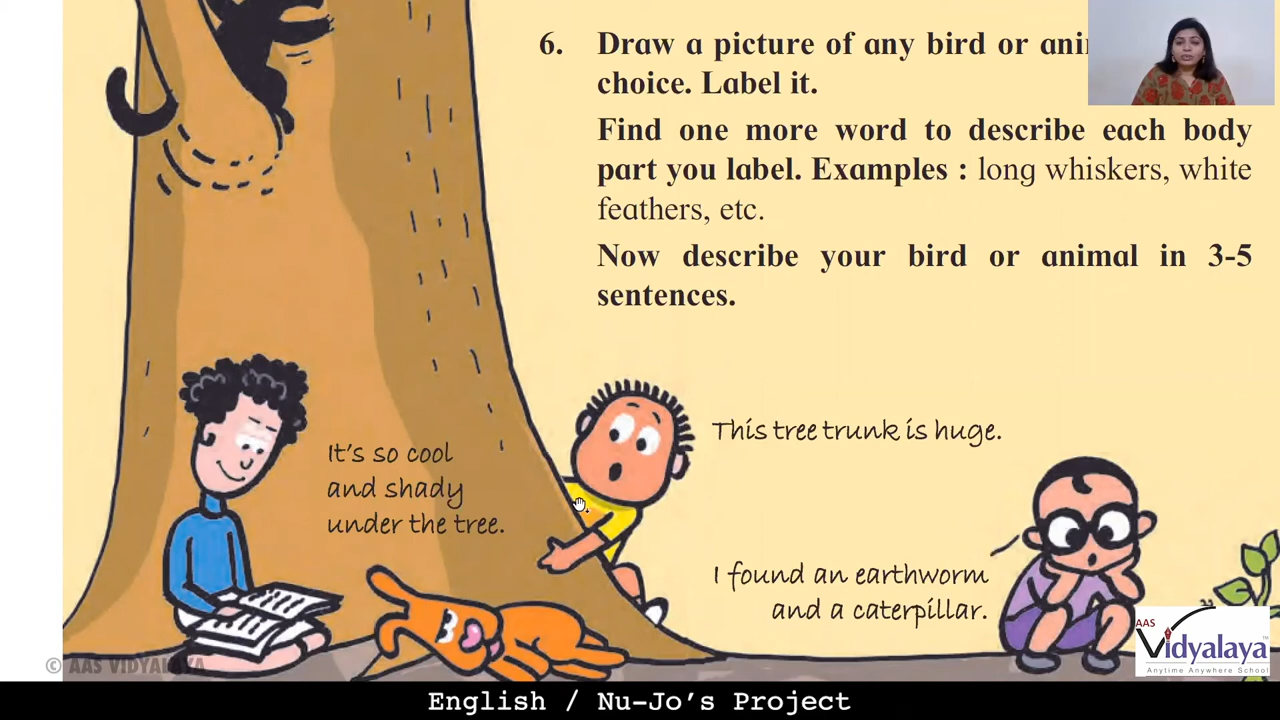 6. Draw a picture of any bird or ani
choice. Label it.
Find one more word to describe each body
part you label. Examples : long whiskers, white
feathers, etc.
Now describe your bird or animal in 3-5
sentences.
This tree trunk is huge.
It's so cool
and shady
under the tree.
I found an earthworm
and a caterpillar.
AAS
Vidyalaya
Anytime Anywhere School
© AAS VIDYALAYA
English / Nu-Jo's Project